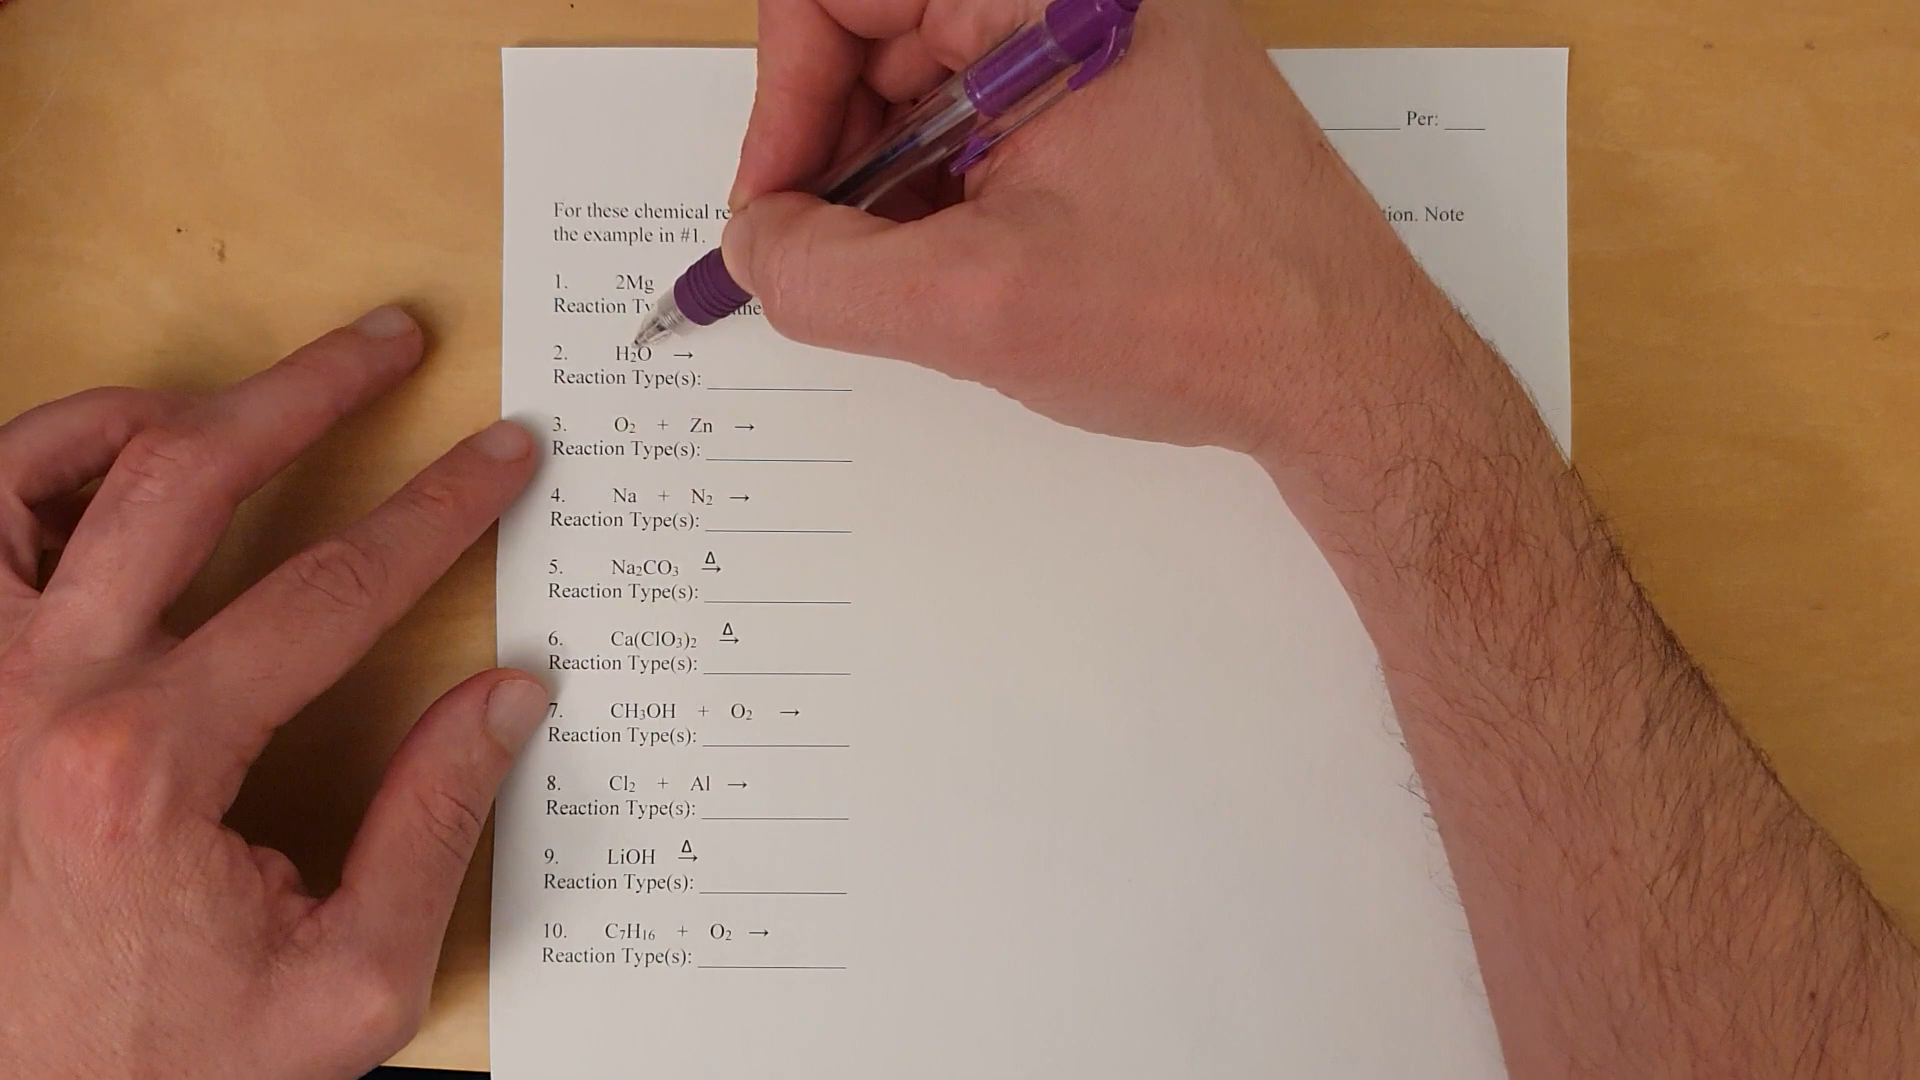 Per: ____
For these chemical re tion. Note
the example in #1.
1. 2Mg
Reaction Ty
2. H₂O →
Reaction Type(s): ______________
3. O₂ + Zn →
Reaction Type(s): ______________
4. Na + N₂ →
Reaction Type(s): ______________
5. Na₂CO₃ Δ→
Reaction Type(s): ______________
6. Ca(ClO₃)₂ Δ→
Reaction Type(s): ______________
7. CH₃OH + O₂ →
Reaction Type(s): ______________
8. Cl₂ + Al →
Reaction Type(s): ______________
9. LiOH Δ→
Reaction Type(s): ______________
10. C₇H₁₆ + O₂ →
Reaction Type(s): ______________